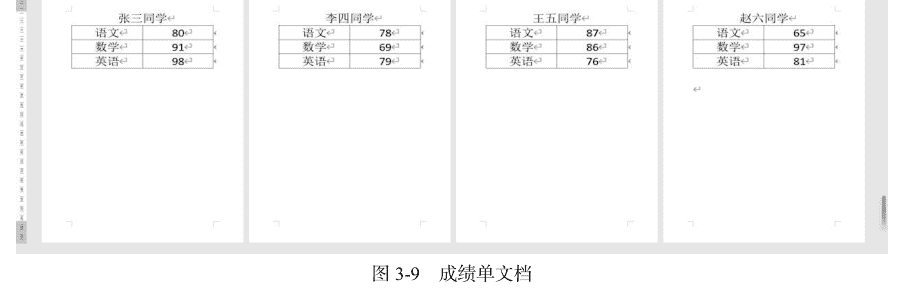 张三同学
语文 80
数学 91
英语 98
李四同学
语文 78
数学 69
英语 79
王五同学
语文 87
数学 86
英语 76
赵六同学
语文 65
数学 97
英语 81
图 3-9 成绩单文档